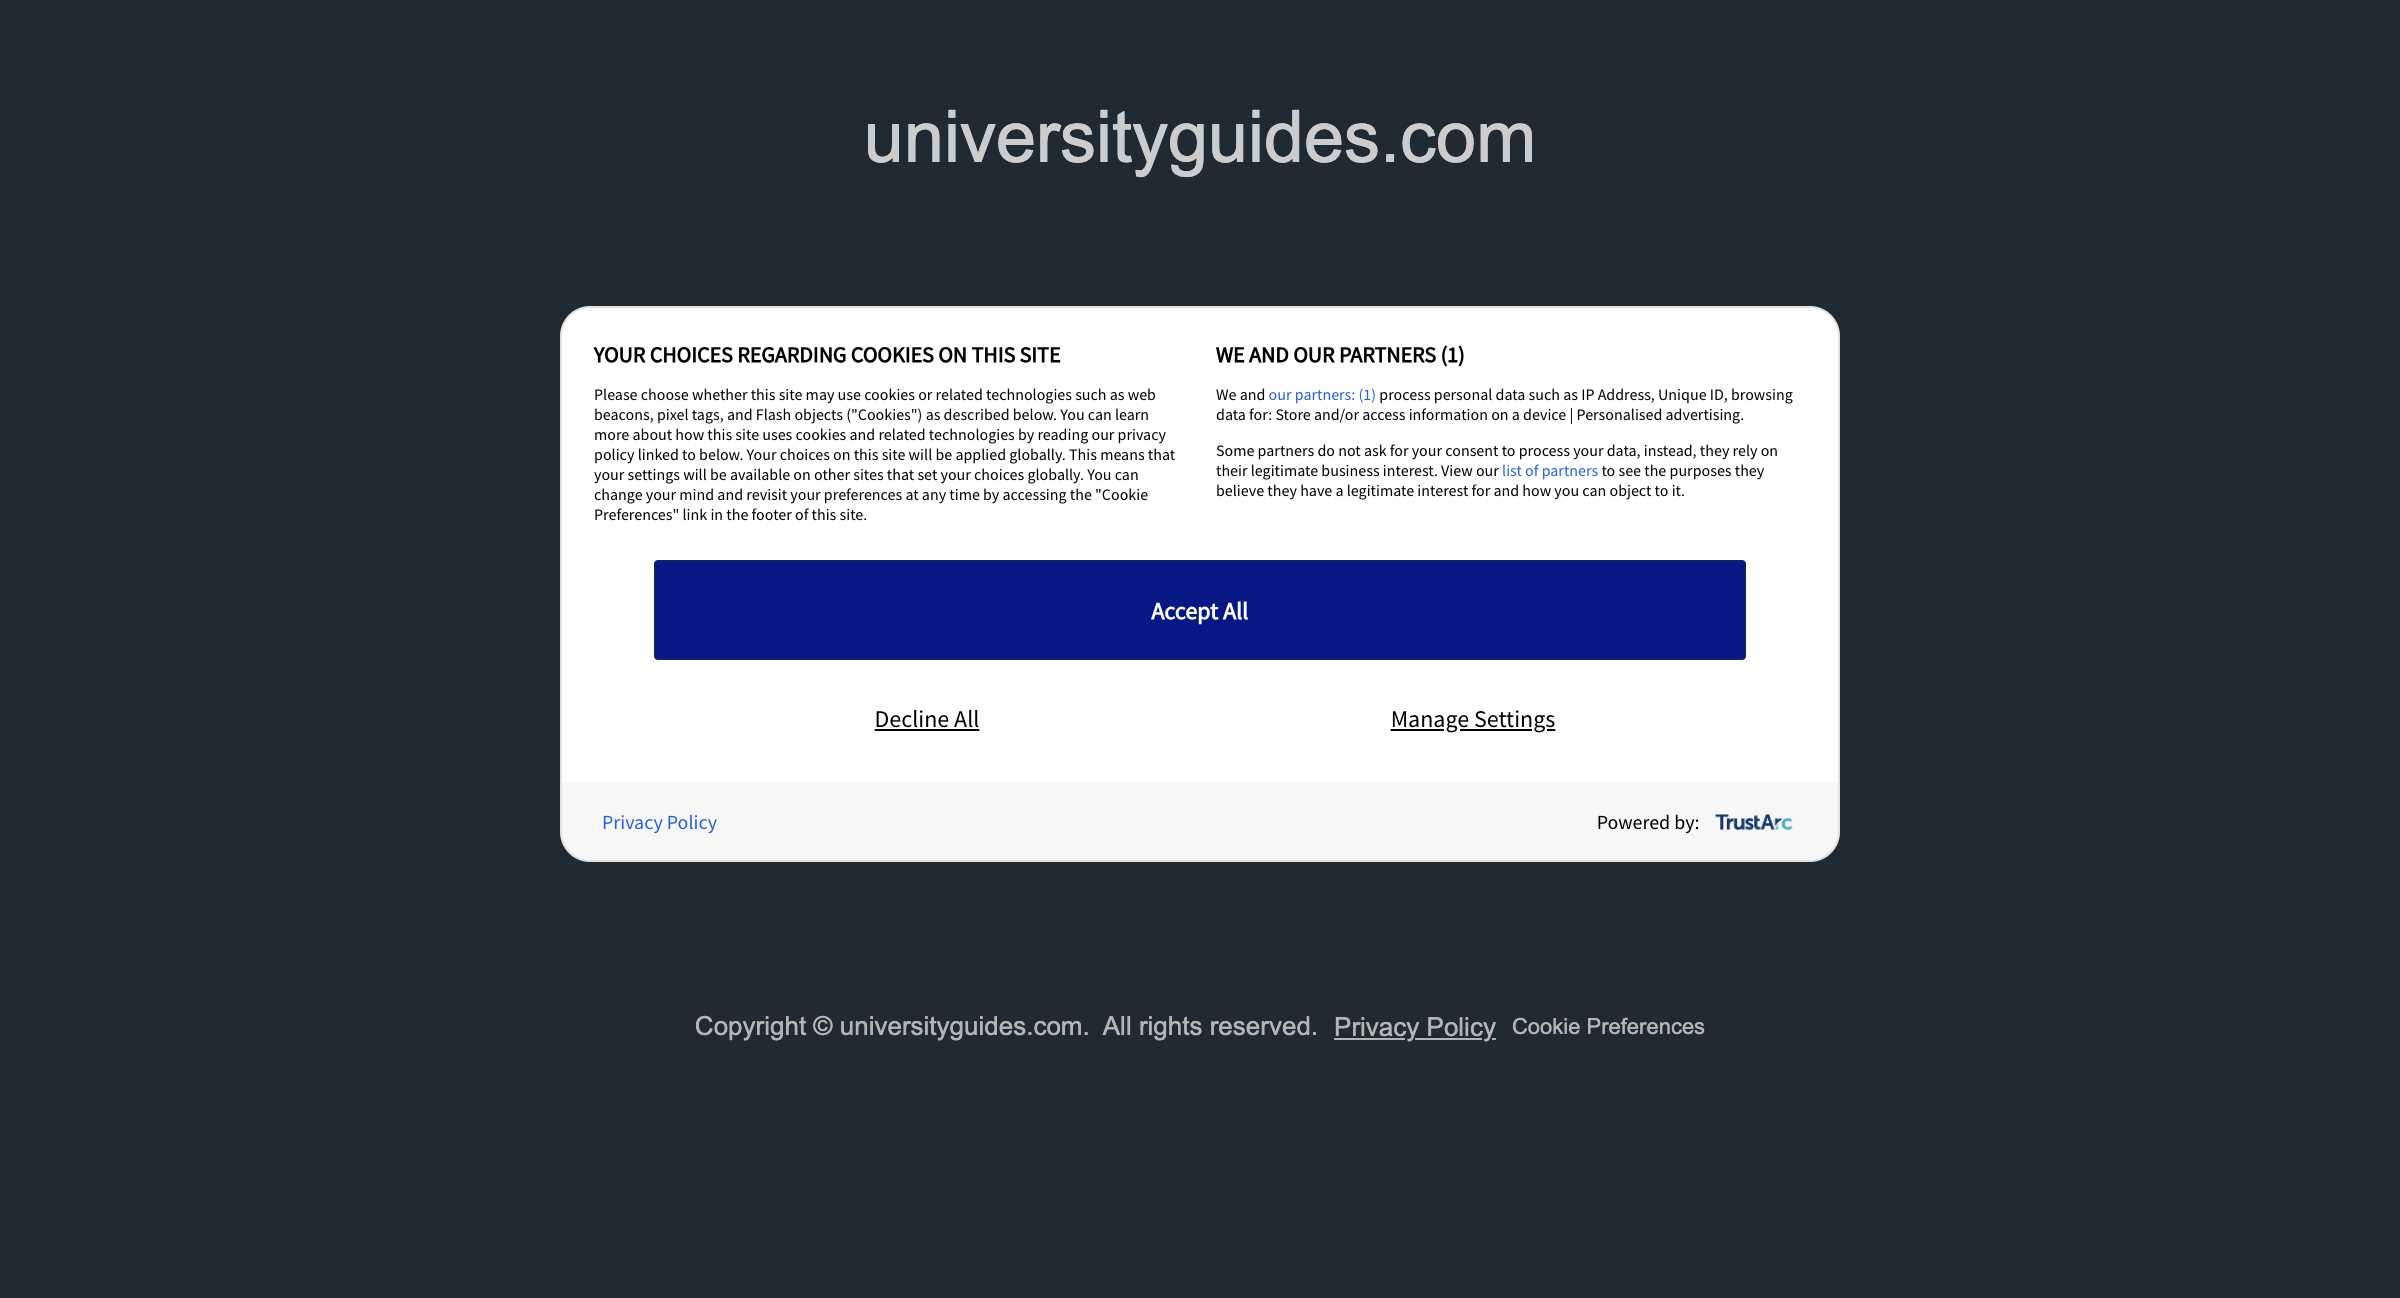 universityguides.com
YOUR CHOICES REGARDING COOKIES ON THIS SITE
Please choose whether this site may use cookies or related technologies such as web
beacons, pixel tags, and Flash objects ("Cookies") as described below. You can learn
more about how this site uses cookies and related technologies by reading our privacy
policy linked to below. Your choices on this site will be applied globally. This means that
your settings will be available on other sites that set your choices globally. You can
change your mind and revisit your preferences at any time by accessing the "Cookie
Preferences" link in the footer of this site.
WE AND OUR PARTNERS (1)
We and our partners: (1) process personal data such as IP Address, Unique ID, browsing
data for: Store and/or access information on a device | Personalised advertising.
Some partners do not ask for your consent to process your data, instead, they rely on
their legitimate business interest. View our list of partners to see the purposes they
believe they have a legitimate interest for and how you can object to it.
Accept All
Decline All
Manage Settings
Privacy Policy
Powered by: TrustArc
Copyright © universityguides.com. All rights reserved. Privacy Policy Cookie Preferences